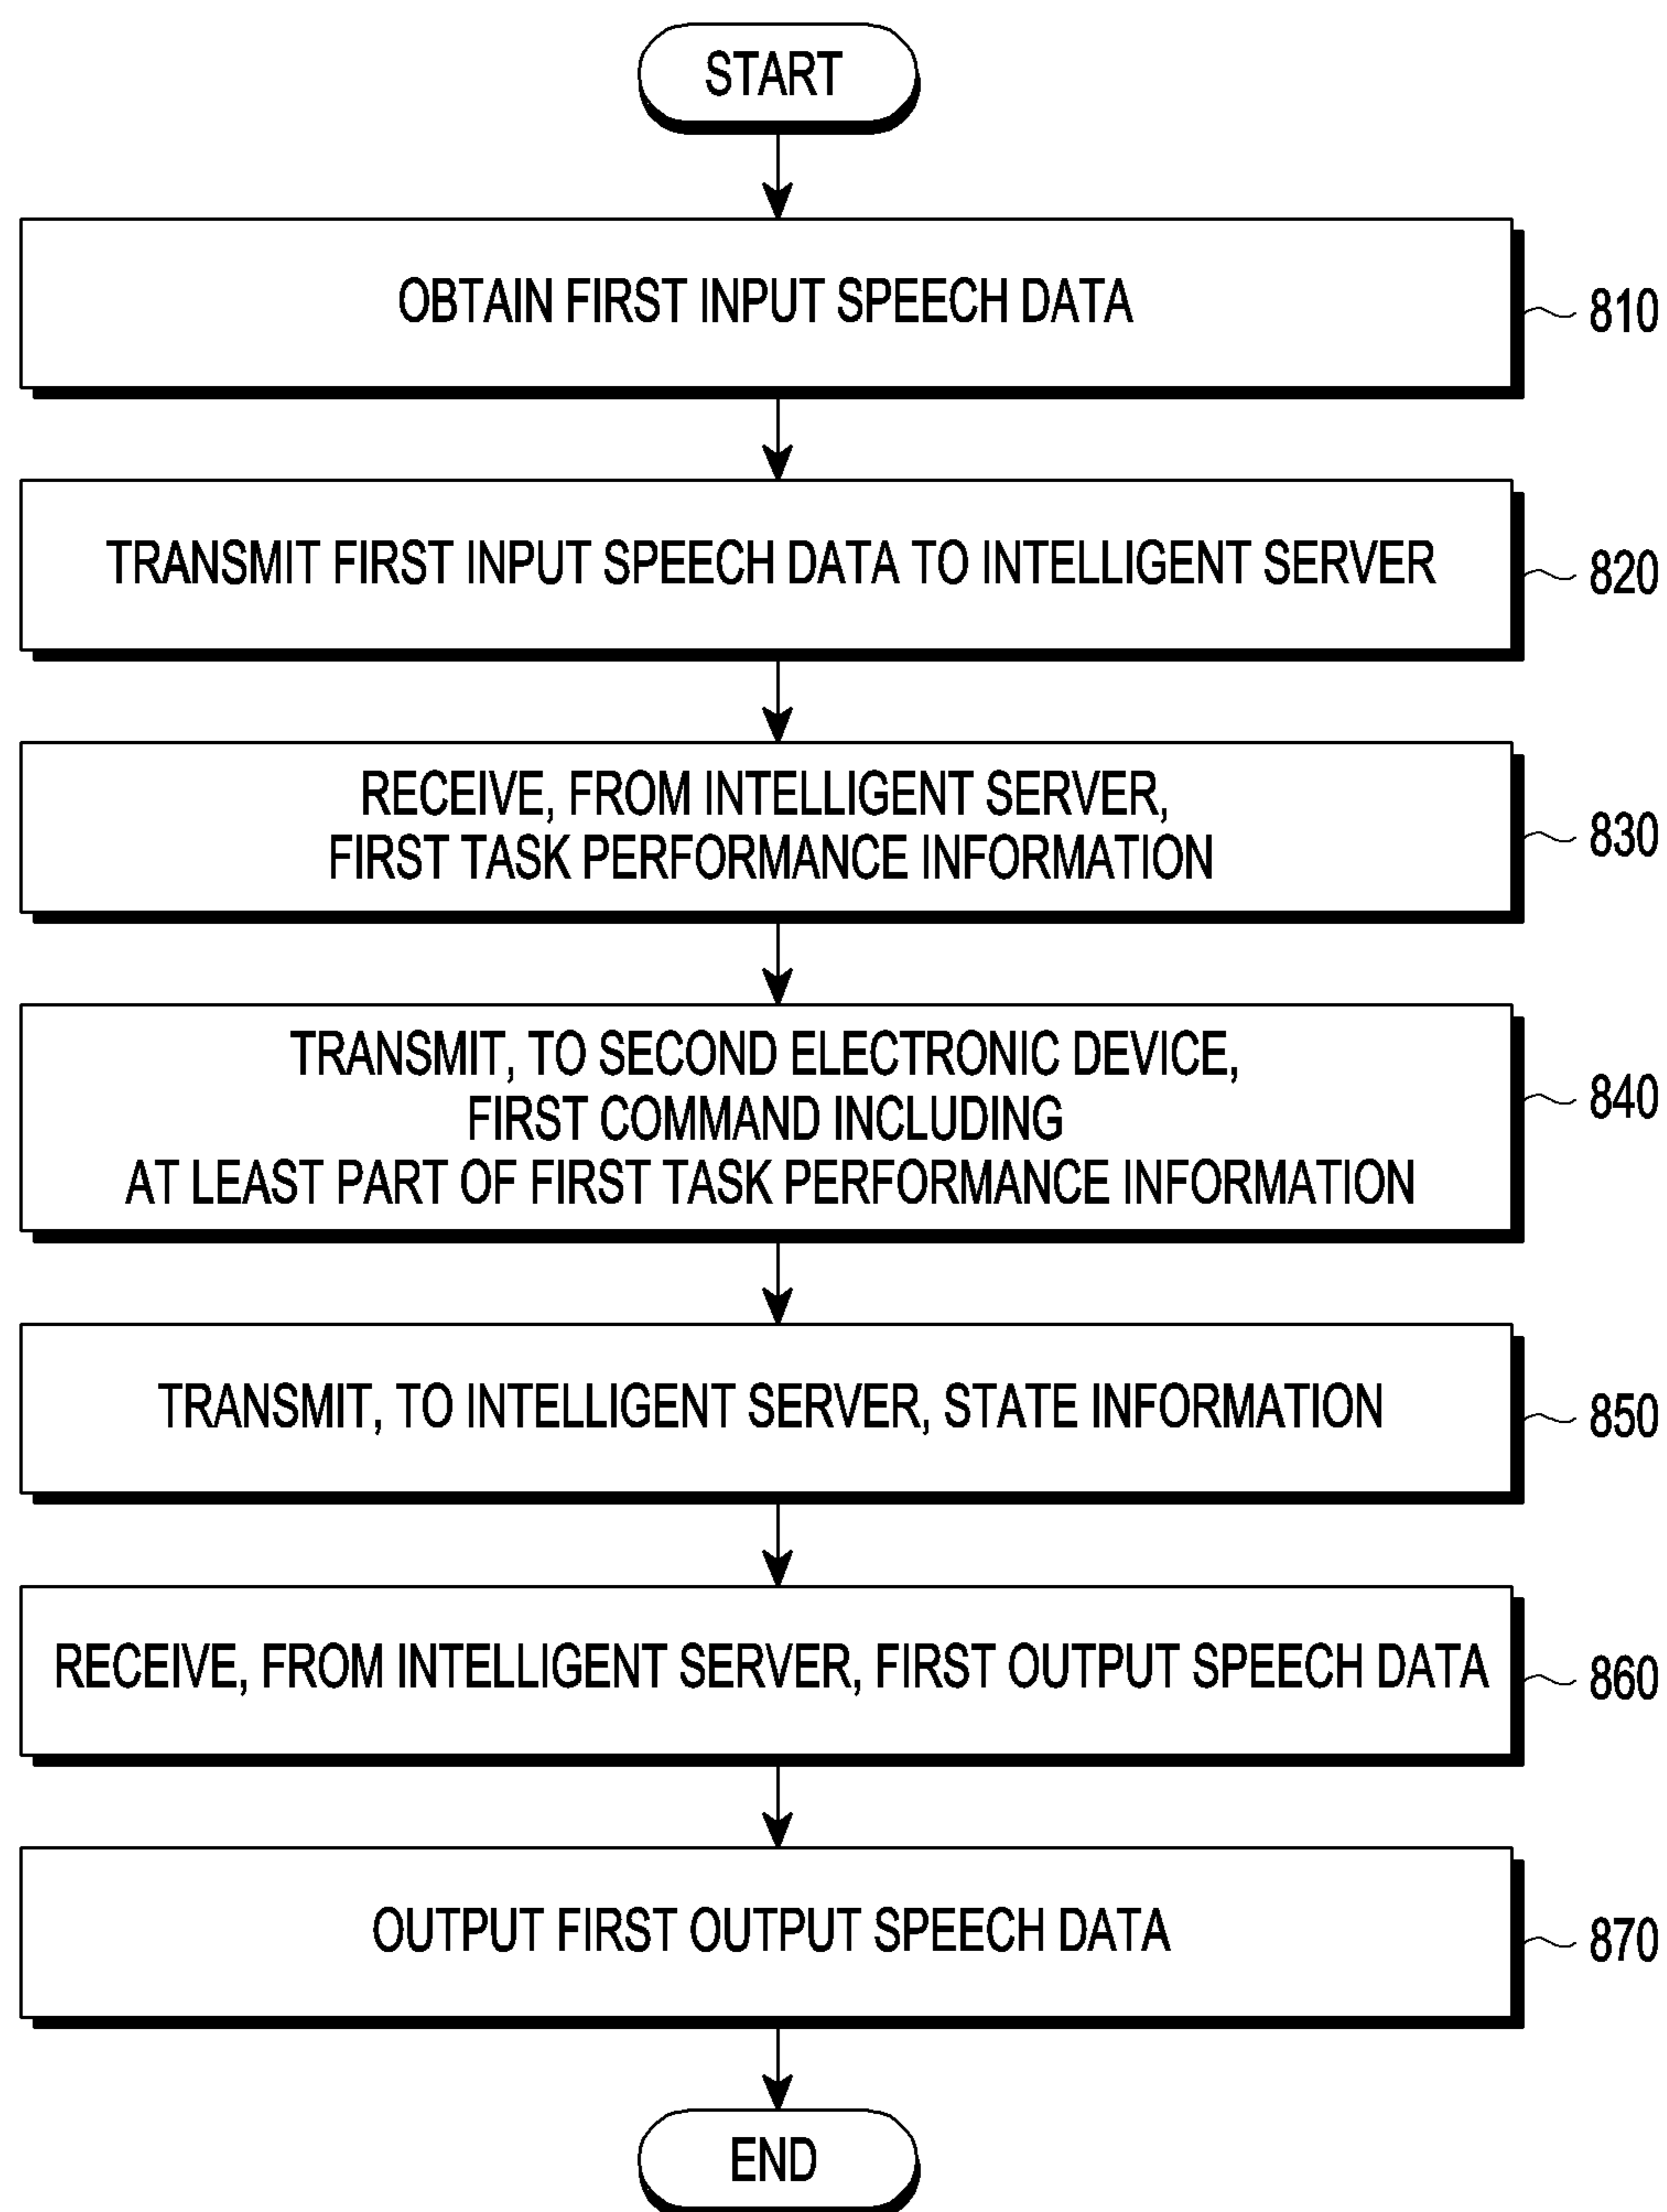 START
OBTAIN FIRST INPUT SPEECH DATA
810
TRANSMIT FIRST INPUT SPEECH DATA TO INTELLIGENT SERVER
820
RECEIVE, FROM INTELLIGENT SERVER,
FIRST TASK PERFORMANCE INFORMATION
830
TRANSMIT, TO SECOND ELECTRONIC DEVICE,
FIRST COMMAND INCLUDING
AT LEAST PART OF FIRST TASK PERFORMANCE INFORMATION
840
TRANSMIT, TO INTELLIGENT SERVER, STATE INFORMATION
850
RECEIVE, FROM INTELLIGENT SERVER, FIRST OUTPUT SPEECH DATA
860
OUTPUT FIRST OUTPUT SPEECH DATA
870
END